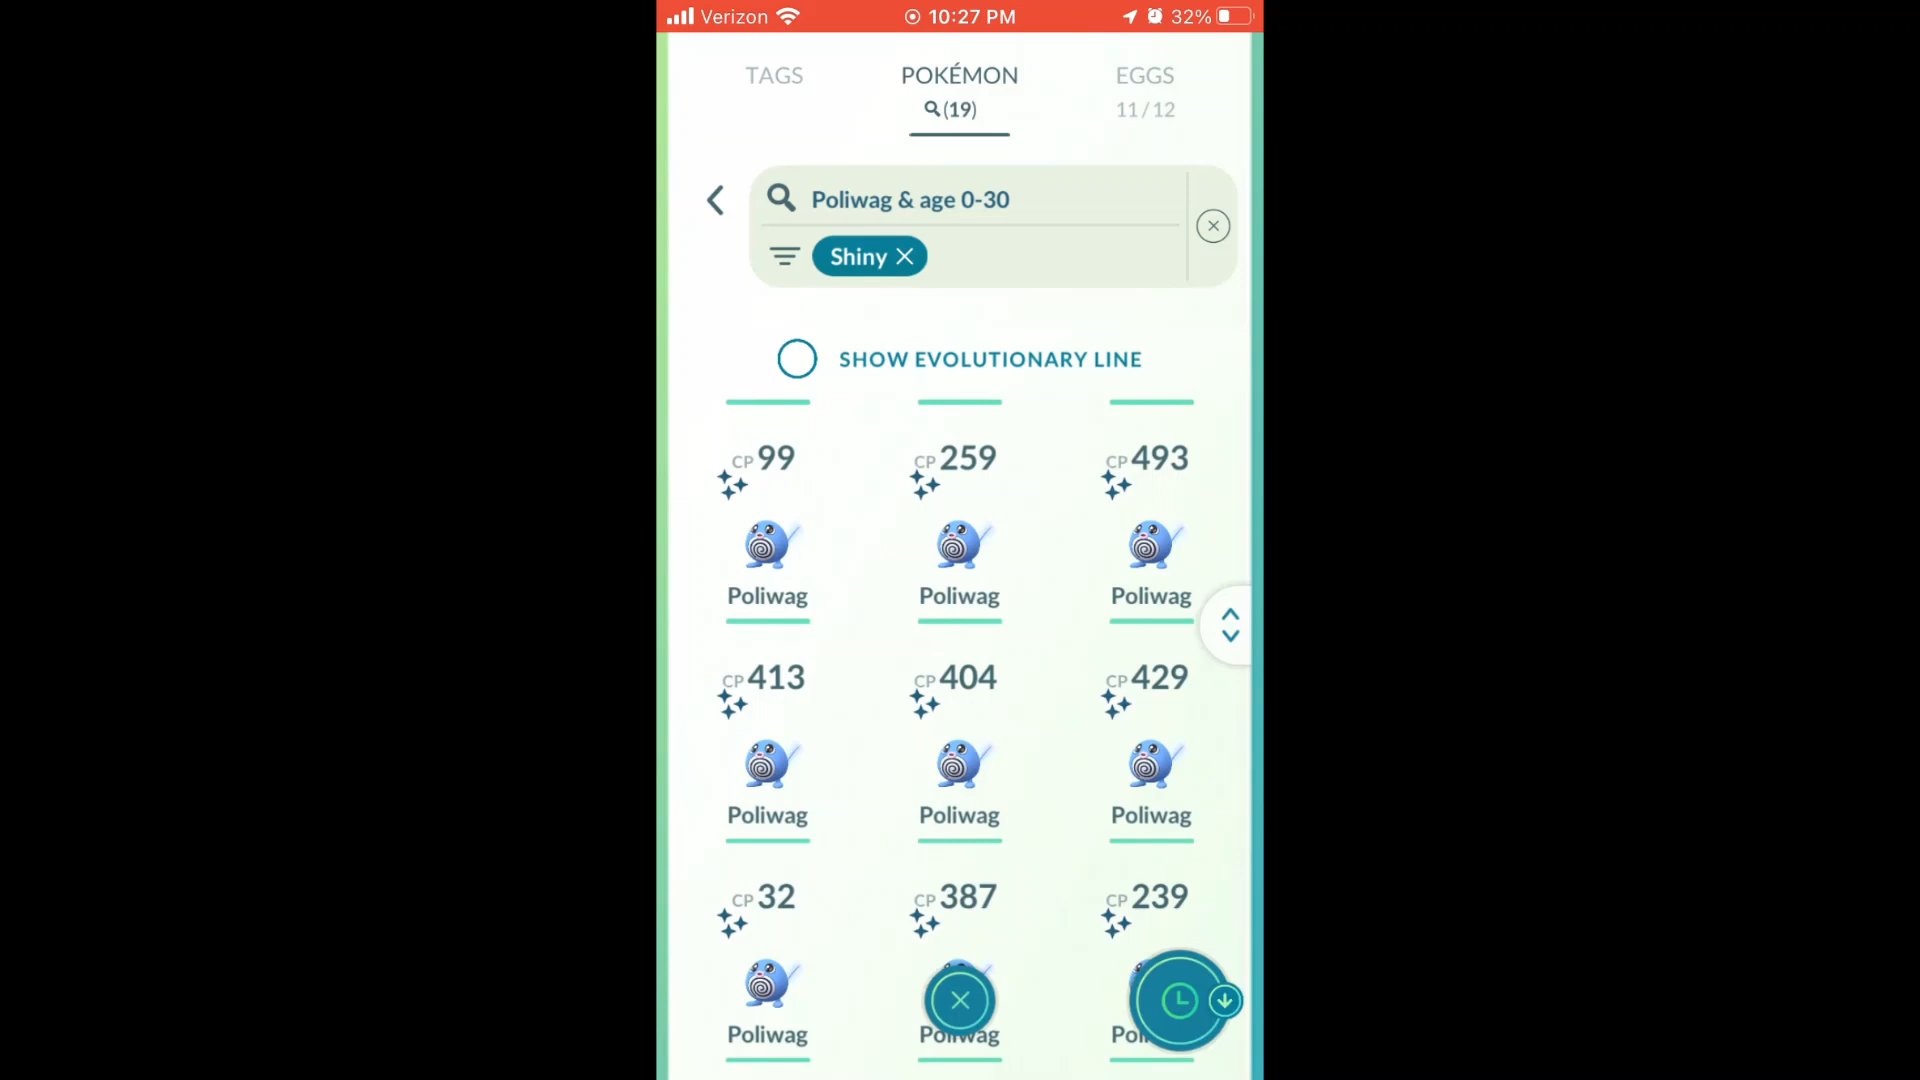 Verizon 10:27 PM 32%
TAGS POKÉMON EGGS
(19) 11/12
Poliwag & age 0-30
Shiny
SHOW EVOLUTIONARY LINE
CP 99 CP 259 CP 493
Poliwag Poliwag Poliwag
CP 413 CP 404 CP 429
Poliwag Poliwag Poliwag
CP 32 CP 387 CP 239
Poliwag Poliwag